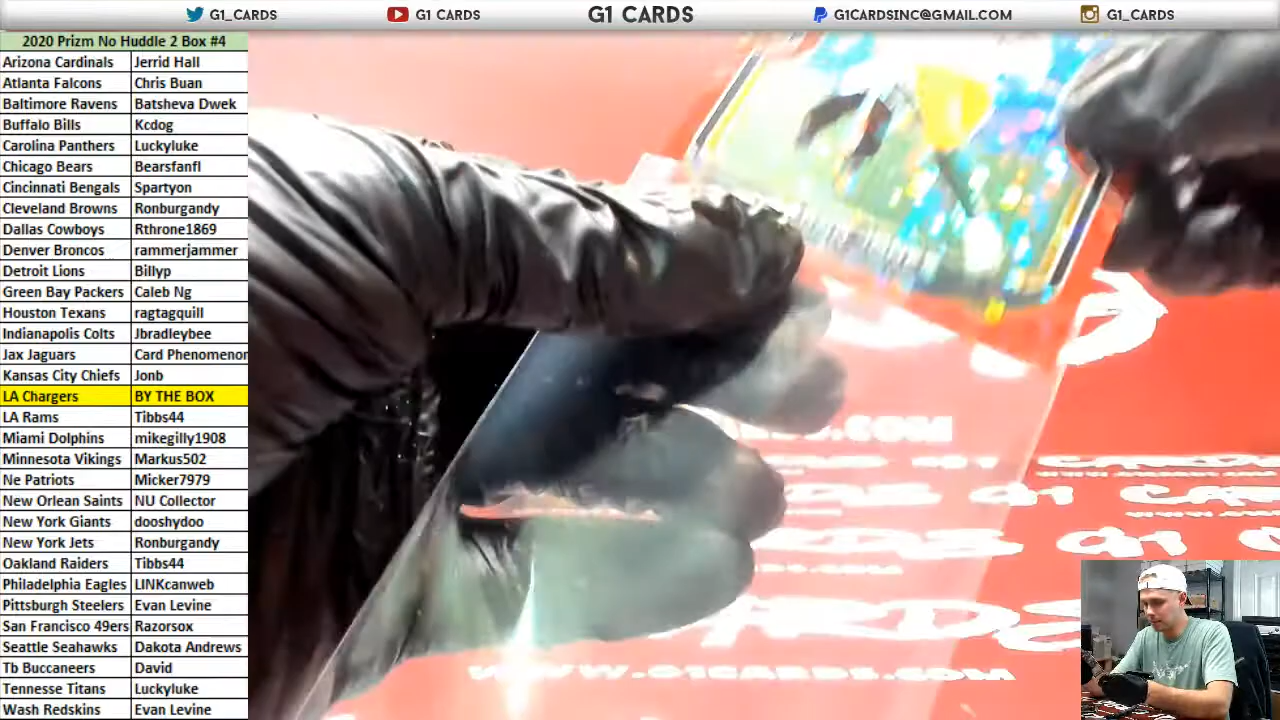 G1_CARDS
G1 CARDS
G1 CARDS
G1CARDSINC@GMAIL.COM
G1_CARDS
2020 Prizm No Huddle 2 Box #4
Arizona Cardinals Jerrid Hall
Atlanta Falcons Chris Buan
Baltimore Ravens Batsheva Dwek
Buffalo Bills Kcdog
Carolina Panthers Luckyluke
Chicago Bears Bearsfanfl
Cincinnati Bengals Spartyon
Cleveland Browns Ronburgandy
Dallas Cowboys Rthrone1869
Denver Broncos rammerjammer
Detroit Lions Billyp
Green Bay Packers Caleb Ng
Houston Texans ragtagquill
Indianapolis Colts Jbradleybee
Jax Jaguars Card Phenomenon
Kansas City Chiefs Jonb
LA Chargers BY THE BOX
LA Rams Tibbs44
Miami Dolphins mikegilly1908
Minnesota Vikings Markus502
Ne Patriots Micker7979
New Orlean Saints NU Collector
New York Giants dooshydoo
New York Jets Ronburgandy
Oakland Raiders Tibbs44
Philadelphia Eagles LINKcanweb
Pittsburgh Steelers Evan Levine
San Francisco 49ers Razorsox
Seattle Seahawks Dakota Andrews
Tb Buccaneers David
Tennesse Titans Luckyluke
Wash Redskins Evan Levine
WWW.G1CARDS.COM